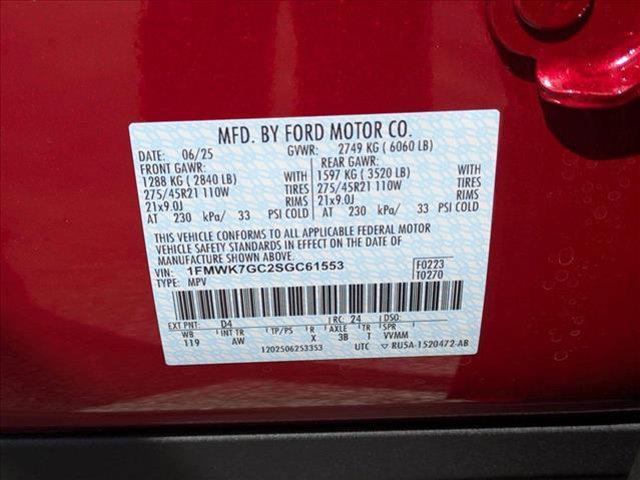 MFD. BY FORD MOTOR CO.
DATE: 06/25 GVWR: 2749 KG ( 6060 LB)
FRONT GAWR: REAR GAWR:
1288 KG ( 2840 LB) WITH 1597 KG ( 3520 LB) WITH
275/45R21 110W TIRES 275/45R21 110W TIRES
21x9.0J RIMS 21x9.0J RIMS
AT 230 kPa/ 33 PSI COLD AT 230 kPa/ 33 PSI COLD
THIS VEHICLE CONFORMS TO ALL APPLICABLE FEDERAL MOTOR
VEHICLE SAFETY STANDARDS IN EFFECT ON THE DATE OF
MANUFACTURE SHOWN ABOVE.
VIN: 1FMWK7GC2SGC61553 F0223
TYPE: MPV T0270
EXT PNT: D4 RC: 24 DSO:
WB INT TR TP/PS R AXLE TR SPR
119 AW X 3B T VVMM
1202506253353 UTC ▽ RU5A-1520472-AB